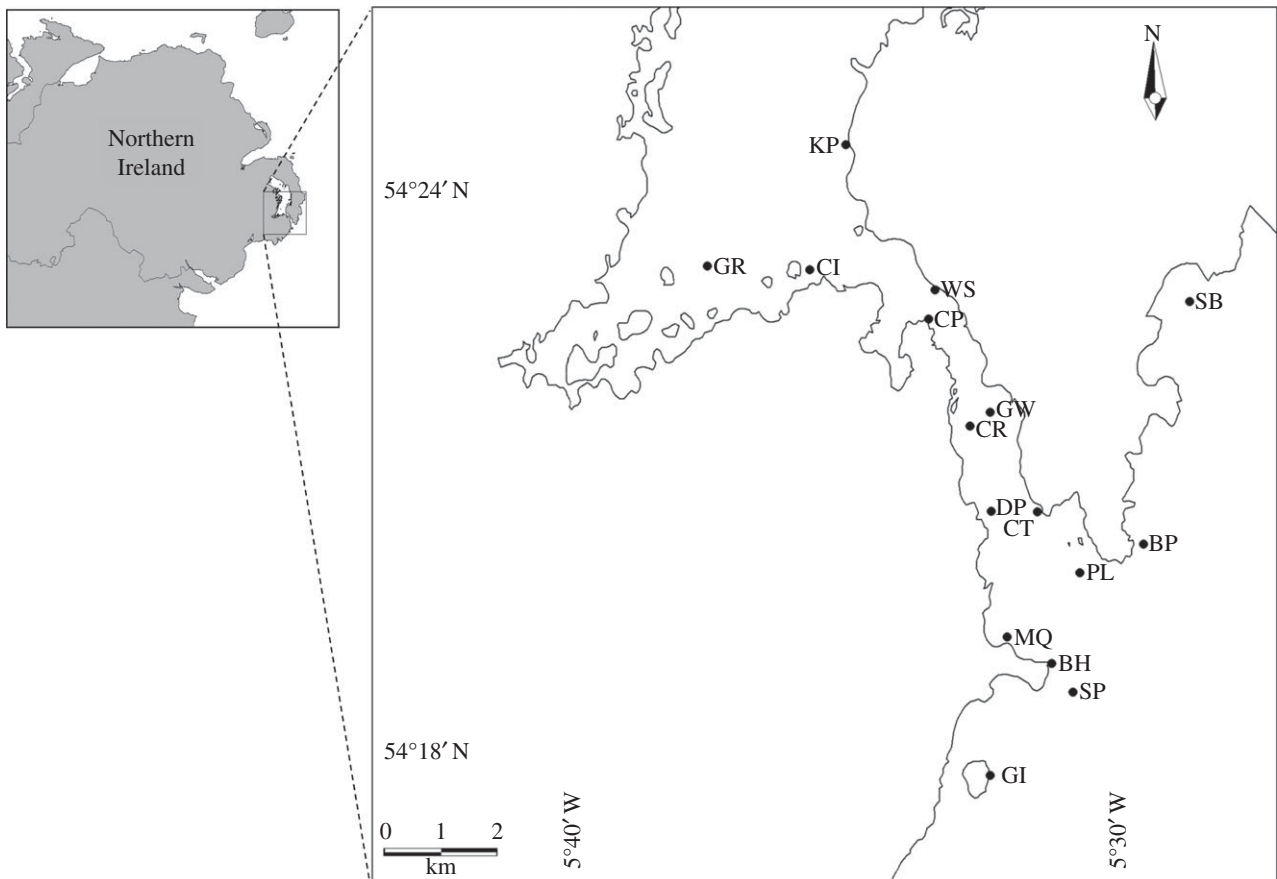 Northern
Ireland
N
KP
54°24′ N
GR
CI
WS
SB
CP
GW
CR
DP
CT
BP
PL
MQ
BH
SP
54°18′ N
GI
0 1 2
km
5°40′ W
5°30′ W